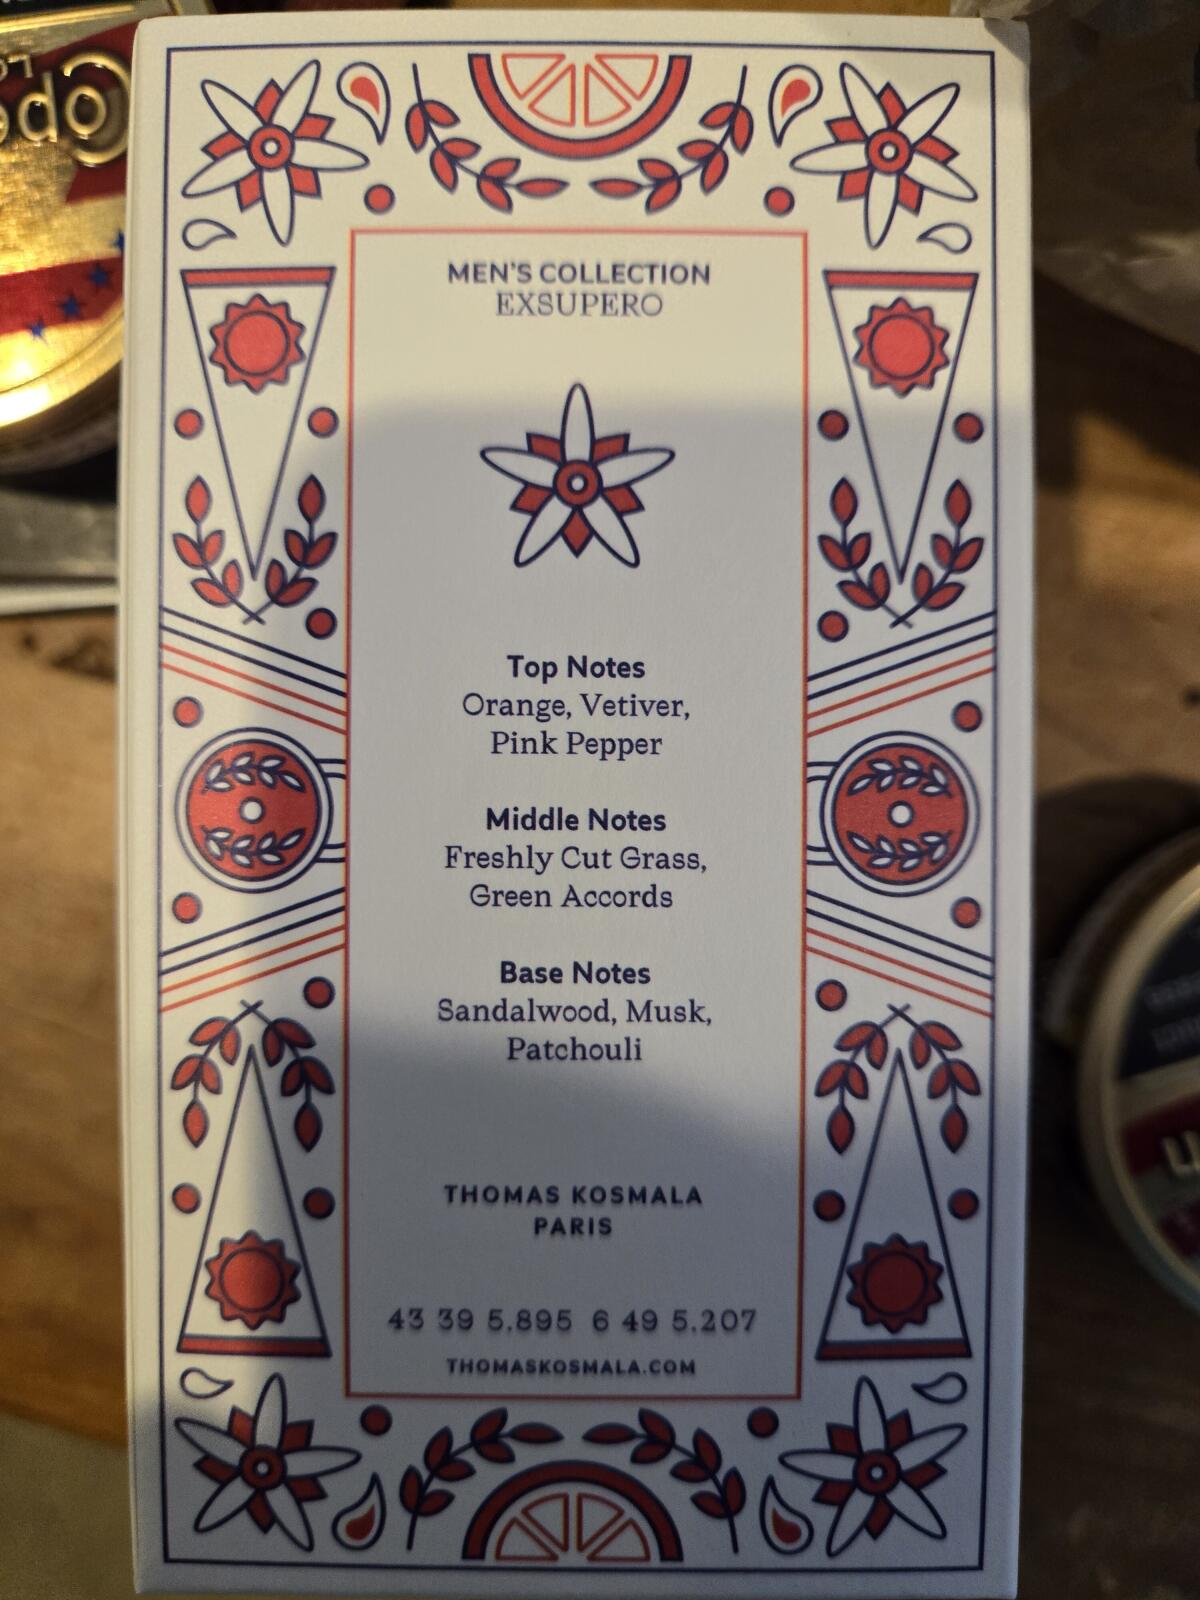 MEN'S COLLECTION
EXSUPERO
Top Notes
Orange, Vetiver,
Pink Pepper
Middle Notes
Freshly Cut Grass,
Green Accords
Base Notes
Sandalwood, Musk,
Patchouli
THOMAS KOSMALA
PARIS
43 39 5.895 6 49 5.207
THOMASKOSMALA.COM